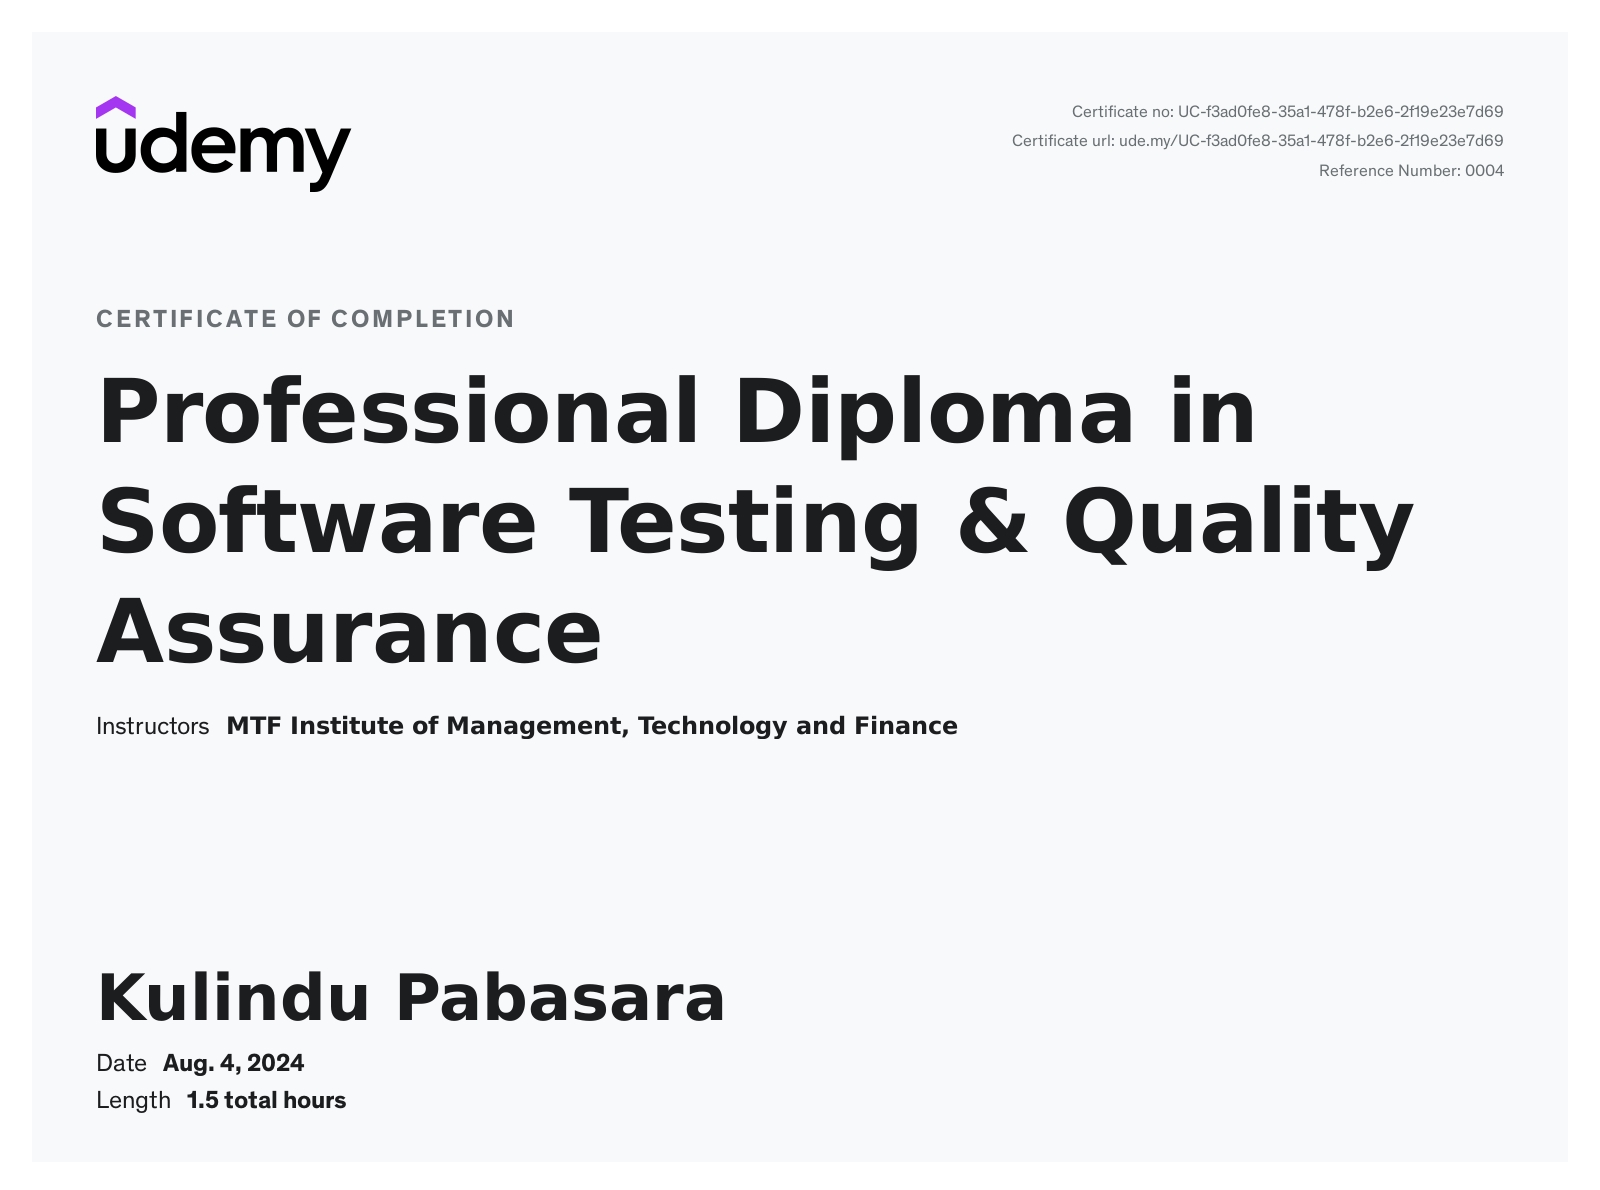 udemy
Certificate no: UC-f3ad0fe8-35a1-478f-b2e6-2f19e23e7d69
Certificate url: ude.my/UC-f3ad0fe8-35a1-478f-b2e6-2f19e23e7d69
Reference Number: 0004
CERTIFICATE OF COMPLETION
Professional Diploma in
Software Testing & Quality
Assurance
Instructors MTF Institute of Management, Technology and Finance
Kulindu Pabasara
Date Aug. 4, 2024
Length 1.5 total hours